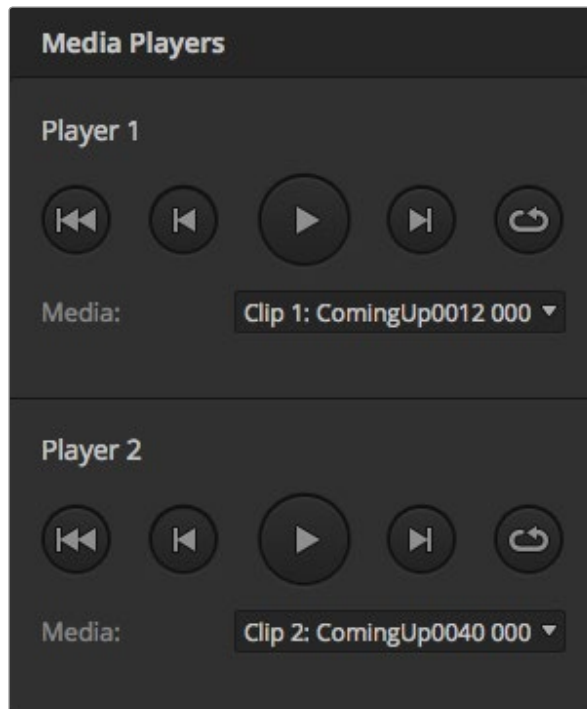 Media Players
Player 1
Media:
Clip 1: ComingUp0012 000
Player 2
Media:
Clip 2: ComingUp0040 000